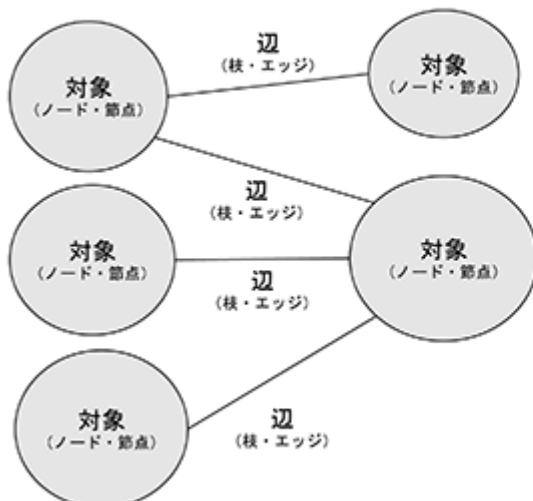 辺
(枝・エッジ)
対象
(ノード・節点)
対象
(ノード・節点)
辺
(枝・エッジ)
対象
(ノード・節点)
対象
(ノード・節点)
辺
(枝・エッジ)
対象
(ノード・節点)
辺
(枝・エッジ)